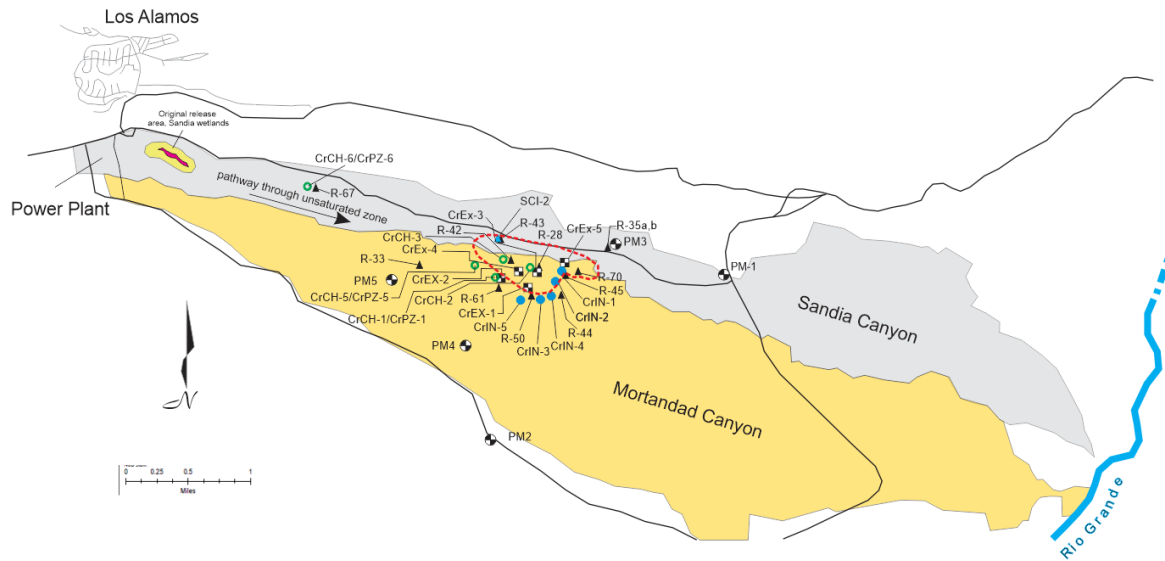 Los Alamos
Original release
area, Sandia wetlands
CrCH-6/CrPZ-6
R-67
pathway through unsaturated zone
Power Plant
SCI-2
CrEx-3
R-43
CrEx-5
R-35a,b
R-42
R-28
PM3
CrCH-3
CrEx-4
R-33
PM-1
PM5
CrEX-2
R-70
CrCH-5/CrPZ-5
CrCH-2
R-61
R-45
CrIN-1
CrCH-1/CrPZ-1
CrEX-1
CrIN-2
CrIN-5
R-44
R-50
CrIN-4
CrIN-3
PM4
Sandia Canyon
Mortandad Canyon
N
PM2
0 0.25 0.5 1
Miles
Rio Grande